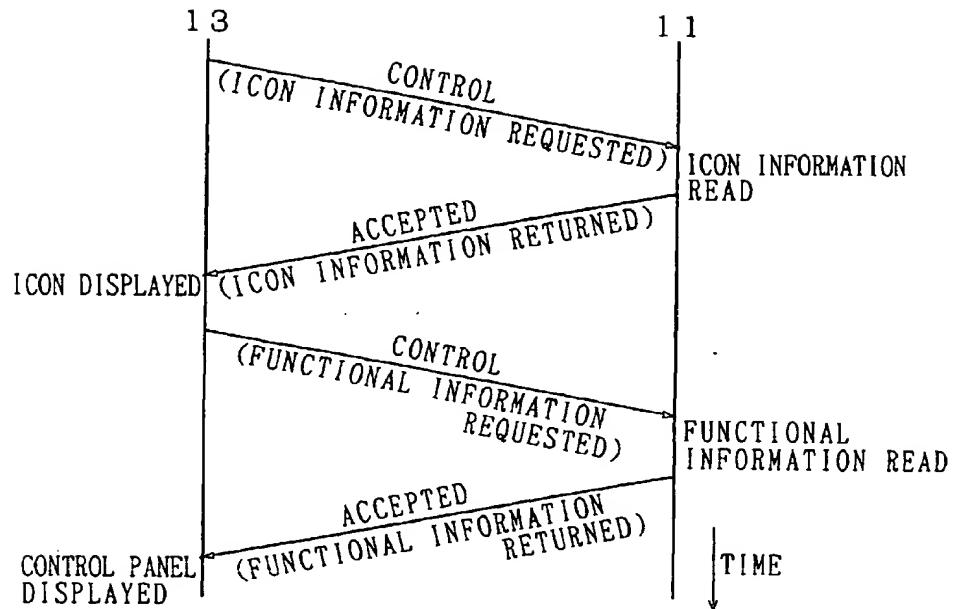 13
11
CONTROL
(ICON INFORMATION REQUESTED)
ICON INFORMATION
READ
ACCEPTED
(ICON INFORMATION RETURNED)
ICON DISPLAYED
CONTROL
(FUNCTIONAL INFORMATION
REQUESTED)
FUNCTIONAL
INFORMATION READ
ACCEPTED
(FUNCTIONAL INFORMATION
RETURNED)
CONTROL PANEL
DISPLAYED
TIME